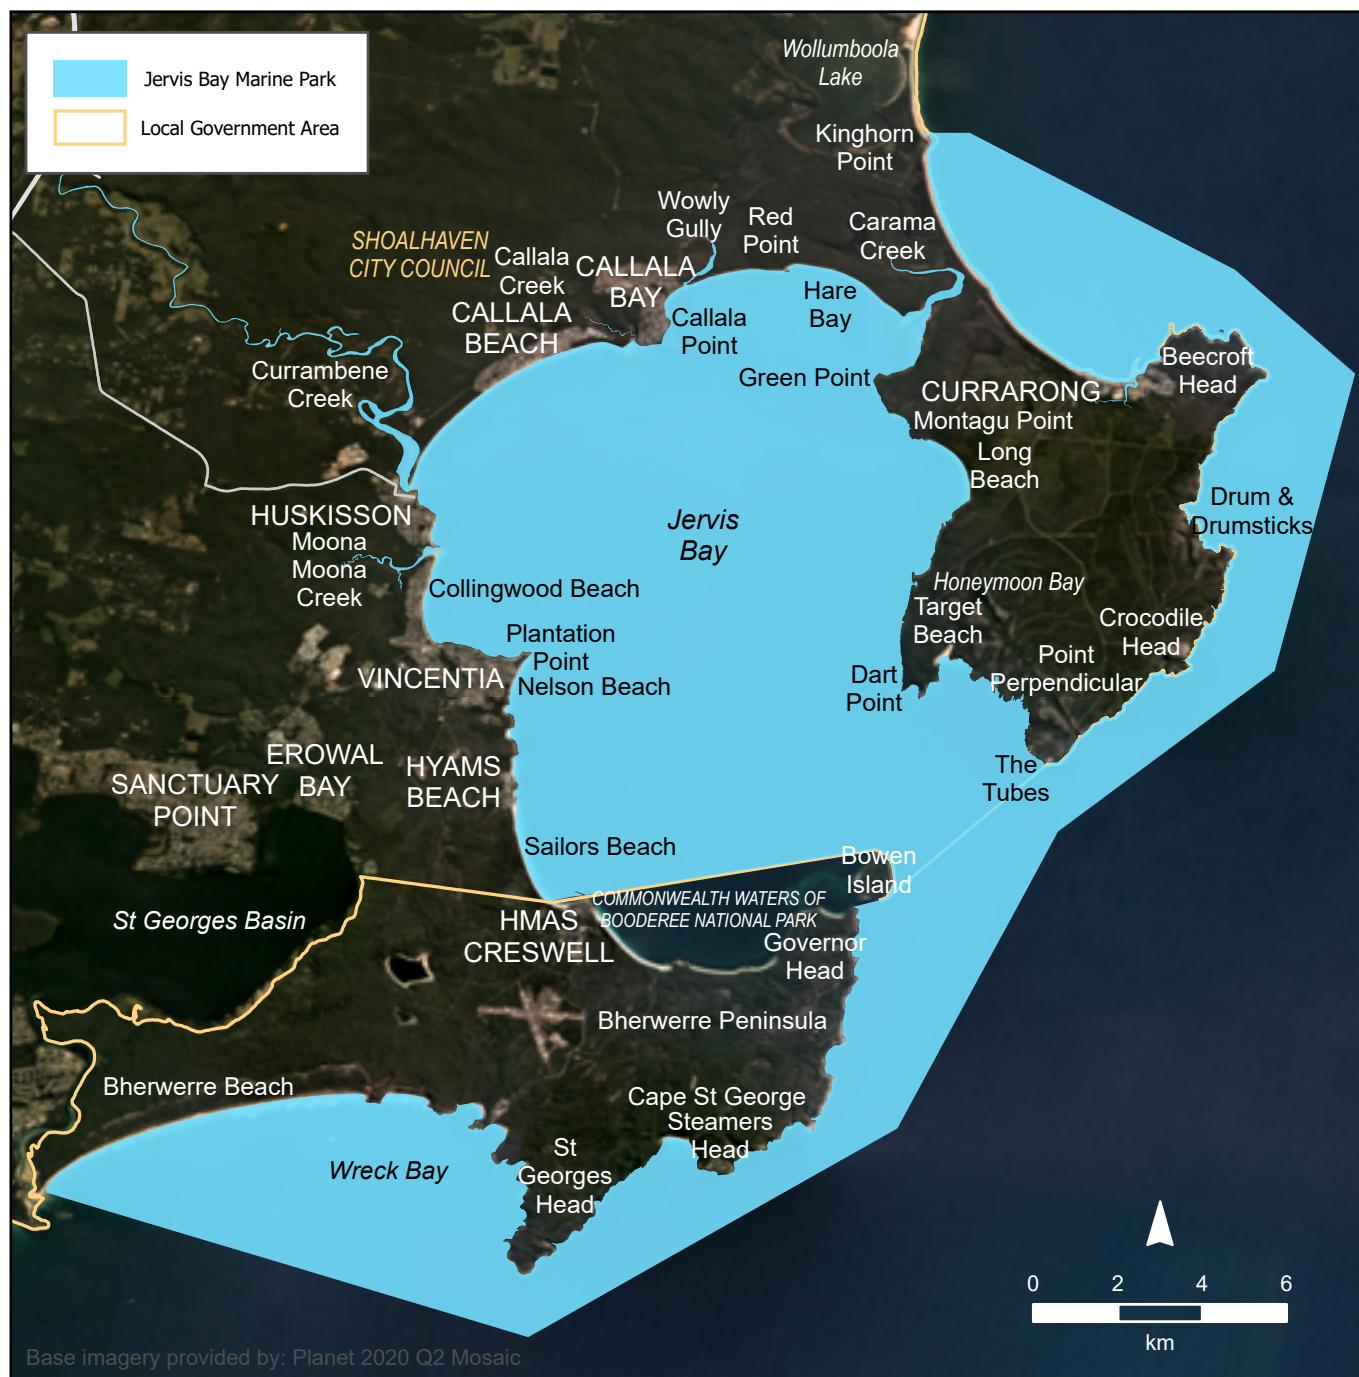 Jervis Bay Marine Park
Local Government Area
Wollumboola
Lake
Kinghorn
Point
Wowly
Gully
Red
Point
Carama
Creek
SHOALHAVEN
CITY COUNCIL
Callala
Creek
CALLALA
BAY
CALLALA
BEACH
Callala
Point
Hare
Bay
Green Point
Beecroft
Head
CURRARONG
Montagu Point
Long
Beach
Currambene
Creek
Drum &
Drumsticks
HUSKISSON
Moona
Moona
Creek
Jervis
Bay
Collingwood Beach
Honeymoon Bay
Target
Beach
Crocodile
Head
Plantation
Point
Nelson Beach
VINCENTIA
Point
Perpendicular
Dart
Point
EROWAL
BAY
HYAMS
BEACH
SANCTUARY
POINT
The
Tubes
Sailors Beach
Bowen
Island
COMMONWEALTH WATERS OF
BOODEREE NATIONAL PARK
St Georges Basin
HMAS
CRESWELL
Governor
Head
Bherwerre Peninsula
Bherwerre Beach
Cape St George
Steamers
Head
Wreck Bay
St
Georges
Head
0 2 4 6
km
Base imagery provided by: Planet 2020 Q2 Mosaic